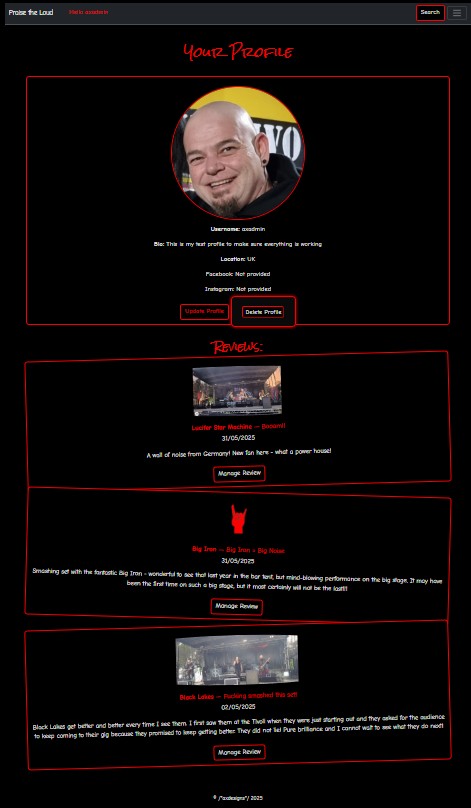 Praise the Loud
Hello axadmin
Search
Your Profile
Username: axadmin
Bio: This is my test profile to make sure everything is working
Location: UK
Facebook: Not provided
Instagram: Not provided
Update Profile
Delete Profile
Reviews:
Lucifer Star Machine — Booom!!
31/05/2025
A wall of noise from Germany! New fan here - what a power house!
Manage Review
Big Iron — Big Iron = Big Noise
31/05/2025
Smashing set with the fantastic Big Iron - wonderful to see that last year in the bar tent, but mind-blowing performance on the big stage. It may have
been the first time on such a big stage, but it most certainly will not be the last!!!
Manage Review
Black Lakes — Fucking smashed this set!
02/05/2025
Black Lakes get better and better every time I see them. I first saw them at the Tivoli when they were just starting out and they asked for the audience
to keep coming to their gig because they promised to keep getting better. They did not lie! Pure brilliance and I cannot wait to see what they do next!
Manage Review
© /*axdesigns*/ 2025